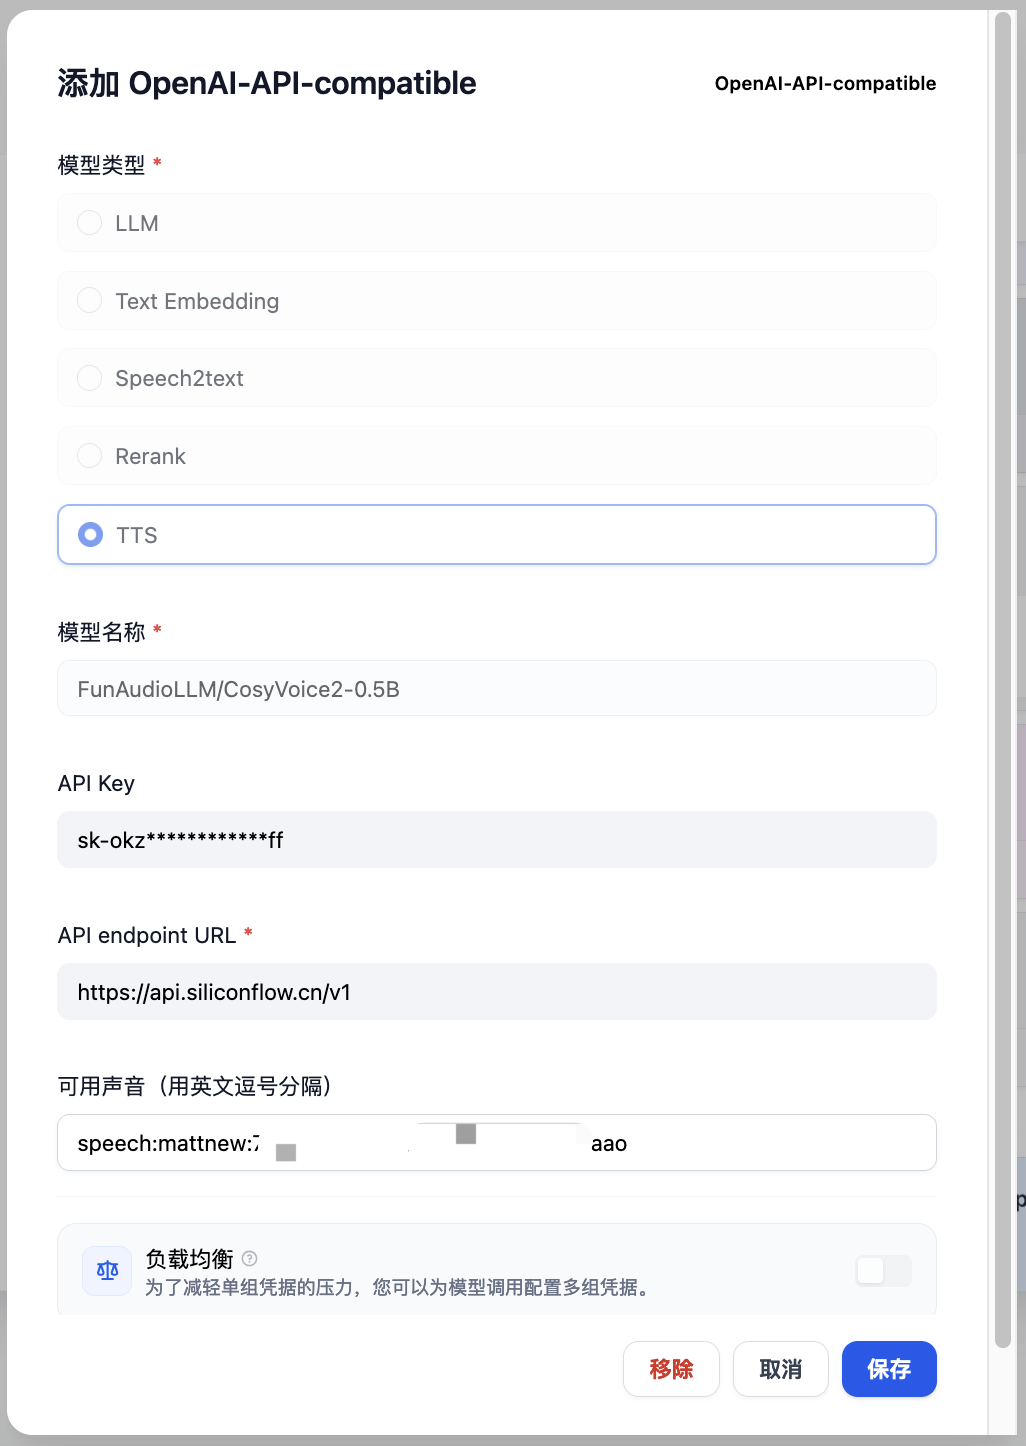 添加 OpenAI-API-compatible
OpenAI-API-compatible
模型类型 *
LLM
Text Embedding
Speech2text
Rerank
TTS
模型名称 *
FunAudioLLM/CosyVoice2-0.5B
API Key
sk-okz************ff
API endpoint URL *
https://api.siliconflow.cn/v1
可用声音（用英文逗号分隔）
speech:mattnew: aao
负载均衡
为了减轻单组凭据的压力，您可以为模型调用配置多组凭据。
移除 取消 保存